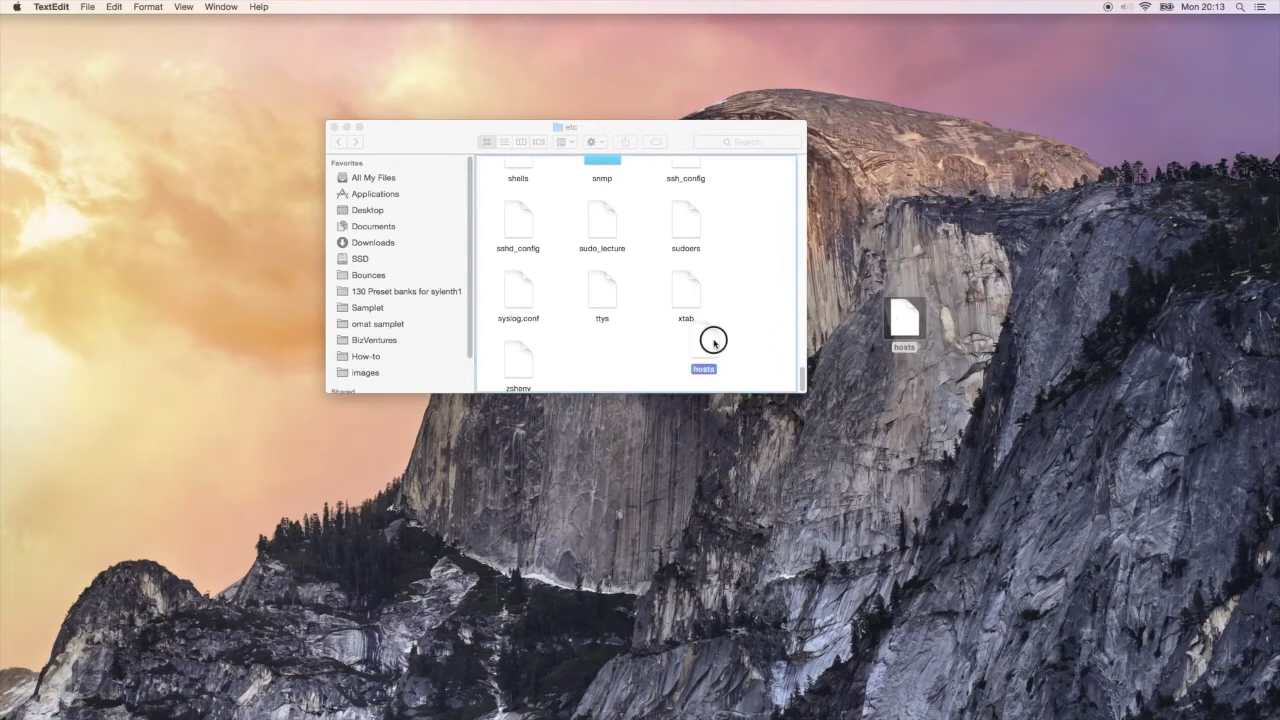 TextEdit File Edit Format View Window Help Mon 20:13
etc
Search
Favorites
All My Files
Applications
Desktop
Documents
Downloads
SSD
Bounces
130 Preset banks for sylenth1
Samplet
omat samplet
BizVentures
How-to
images
Shared
shells snmp ssh_config
sshd_config sudo_lecture sudoers
syslog.conf ttys xtab
hosts
zshenv
hosts